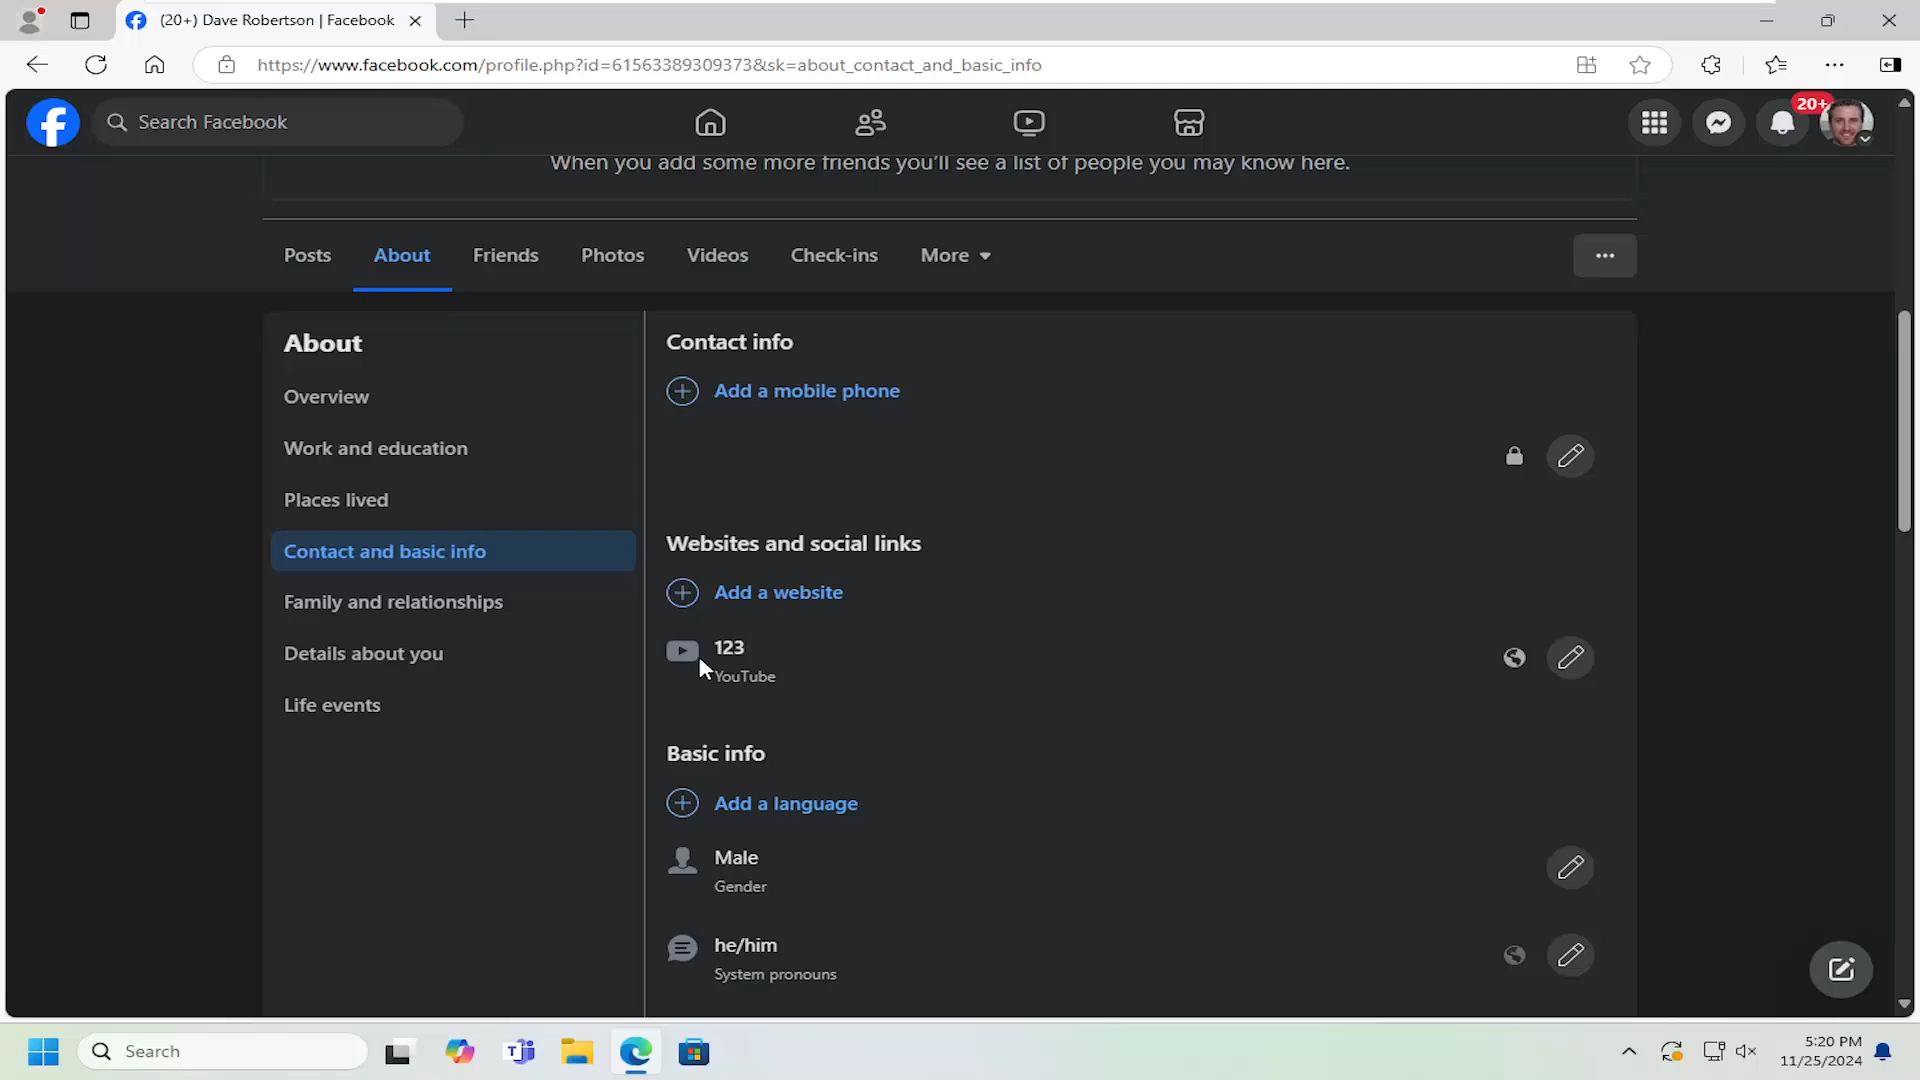 (20+) Dave Robertson | Facebook
https://www.facebook.com/profile.php?id=61563389309373&sk=about_contact_and_basic_info
Search Facebook
20+
When you add some more friends you'll see a list of people you may know here.
Posts About Friends Photos Videos Check-ins More
About
Overview
Work and education
Places lived
Contact and basic info
Family and relationships
Details about you
Life events
Contact info
Add a mobile phone
Websites and social links
Add a website
123
YouTube
Basic info
Add a language
Male
Gender
he/him
System pronouns
Search
5:20 PM
11/25/2024